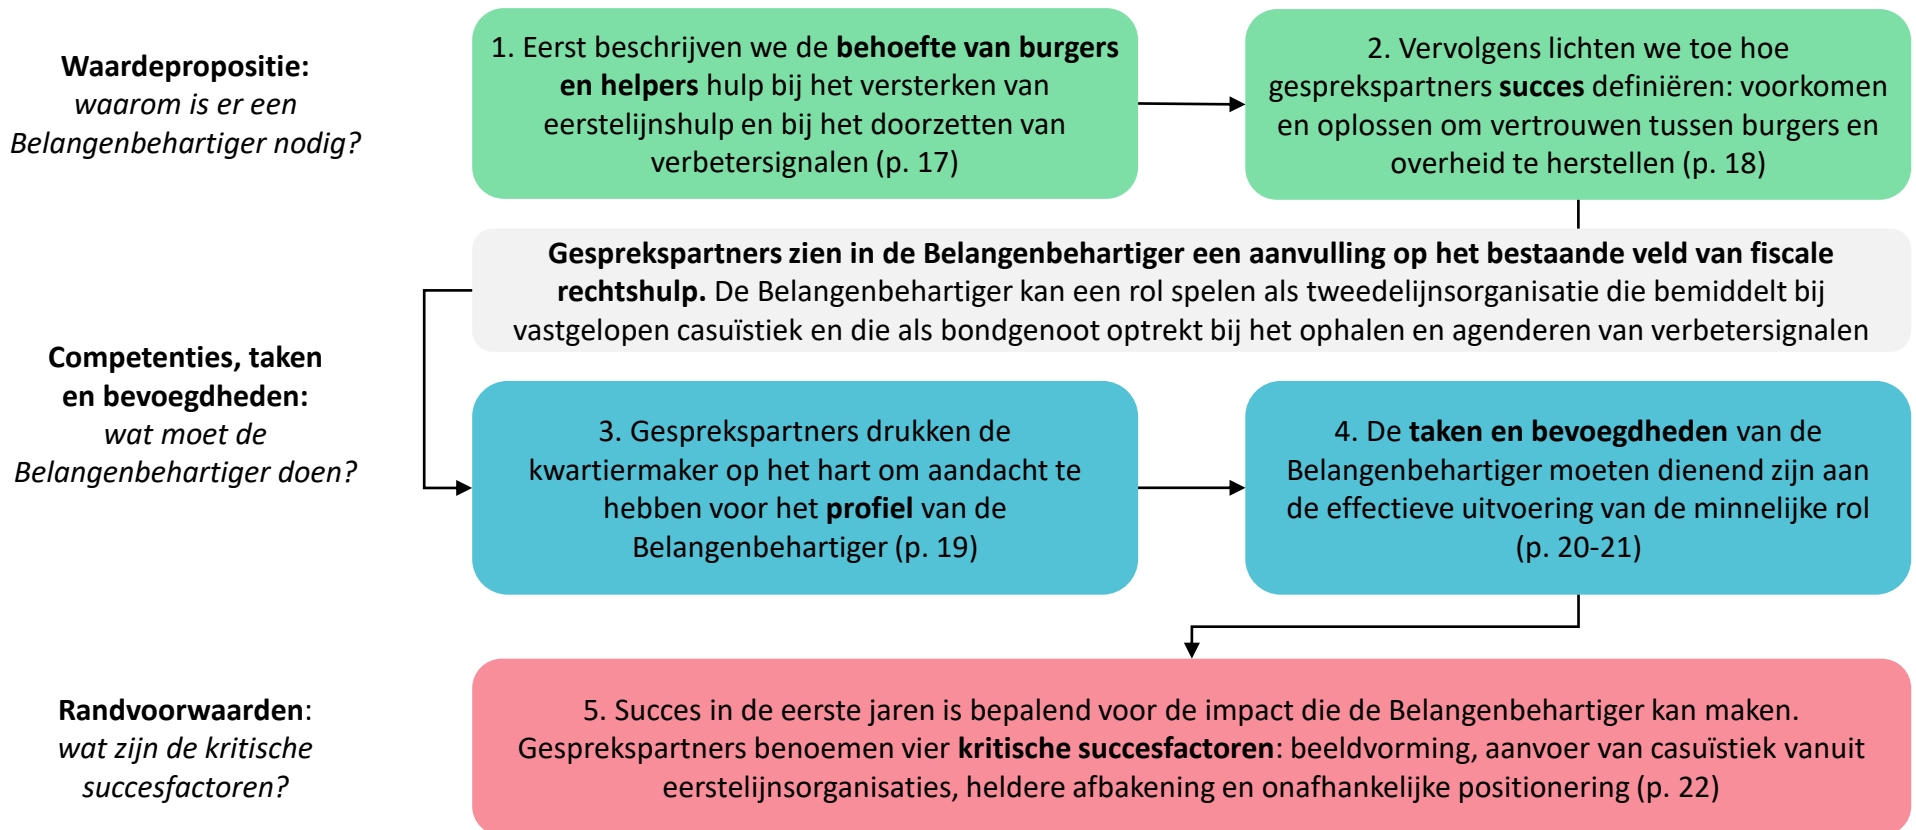 Waardepropositie:
waarom is er een
Belangenbehartiger nodig?
1. Eerst beschrijven we de behoefte van burgers
en helpers hulp bij het versterken van
eerstelijnshulp en bij het doorzetten van
verbetersignalen (p. 17)
2. Vervolgens lichten we toe hoe
gesprekspartners succes definiëren: voorkomen
en oplossen om vertrouwen tussen burgers en
overheid te herstellen (p. 18)
Gesprekspartners zien in de Belangenbehartiger een aanvulling op het bestaande veld van fiscale
rechtshulp. De Belangenbehartiger kan een rol spelen als tweedelijnsorganisatie die bemiddelt bij
vastgelopen casuïstiek en die als bondgenoot optrekt bij het ophalen en agenderen van verbetersignalen
Competenties, taken
en bevoegdheden:
wat moet de
Belangenbehartiger doen?
3. Gesprekspartners drukken de
kwartiermaker op het hart om aandacht te
hebben voor het profiel van de
Belangenbehartiger (p. 19)
4. De taken en bevoegdheden van de
Belangenbehartiger moeten dienend zijn aan
de effectieve uitvoering van de minnelijke rol
(p. 20-21)
Randvoorwaarden:
wat zijn de kritische
succesfactoren?
5. Succes in de eerste jaren is bepalend voor de impact die de Belangenbehartiger kan maken.
Gesprekspartners benoemen vier kritische succesfactoren: beeldvorming, aanvoer van casuïstiek vanuit
eerstelijnsorganisaties, heldere afbakening en onafhankelijke positionering (p. 22)